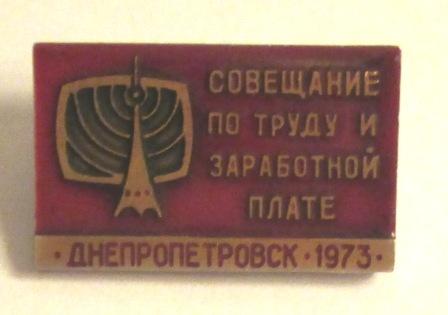 СОВЕЩАНИЕ
ПО ТРУДУ И
ЗАРАБОТНОЙ
ПЛАТЕ
· ДНЕПРОПЕТРОВСК · 1973 ·